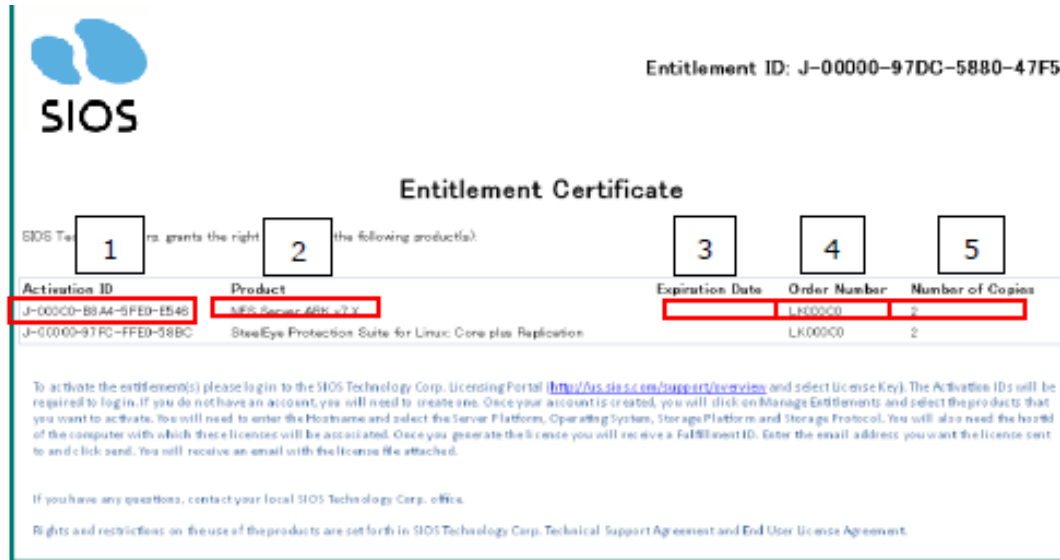 SIOS
Entitlement ID: J-00000-97DC-5880-47F5
Entitlement Certificate
SIOS Te rp. grants the right the following product(s):
1 2 3 4 5
Activation ID Product Expiration Date Order Number Number of Copies
NFS Server ARK v7.X LK000C0 2
J-00000-97FC-FFE0-58BC SteelEye Protection Suite for Linux: Core plus Replication LK000C0 2
To activate the entitlement(s) please log in to the SIOS Technology Corp. Licensing Portal (http://us.sios.com/support/overview and select License Key). The Activation IDs will be
required to log in. If you do not have an account, you will need to create one. Once your account is created, you will click on Manage Entitlements and select the products that
you want to activate. You will need to enter the Hostname and select the Server Platform, Operating System, Storage Platform and Storage Protocol. You will also need the hostid
of the computer with which these licenses will be associated. Once you generate the license you will receive a Fulfillment ID. Enter the email address you want the license sent
to and click send. You will receive an email with the license file attached.
If you have any questions, contact your local SIOS Technology Corp. office.
Rights and restrictions on the use of the products are set forth in SIOS Technology Corp. Technical Support Agreement and End User License Agreement.